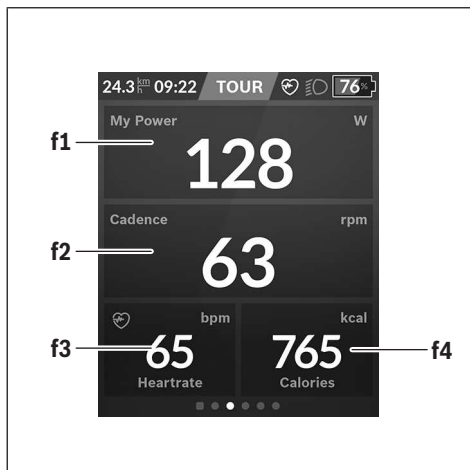 24.3 km/h 09:22 TOUR 76%
My Power W
f1
128
Cadence rpm
f2
63
bpm kcal
f3 65 765 f4
Heartrate Calories